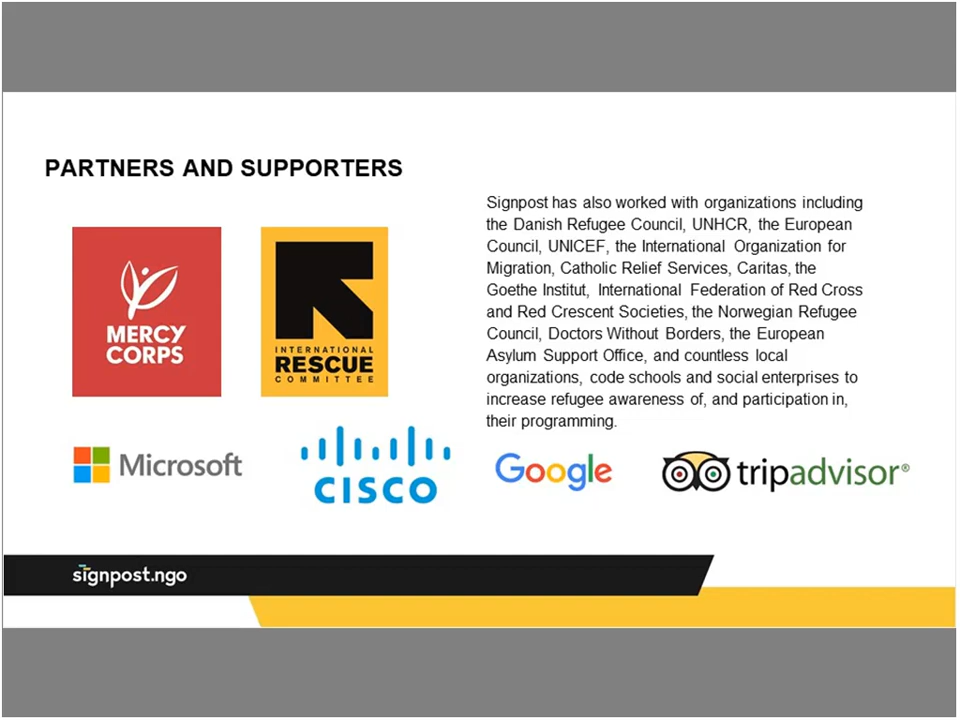 PARTNERS AND SUPPORTERS
Signpost has also worked with organizations including
the Danish Refugee Council, UNHCR, the European
Council, UNICEF, the International Organization for
Migration, Catholic Relief Services, Caritas, the
Goethe Institut, International Federation of Red Cross
and Red Crescent Societies, the Norwegian Refugee
Council, Doctors Without Borders, the European
Asylum Support Office, and countless local
organizations, code schools and social enterprises to
increase refugee awareness of, and participation in,
their programming.
MERCY
CORPS
INTERNATIONAL
RESCUE
COMMITTEE
Microsoft
CISCO
Google
tripadvisor®
signpost.ngo